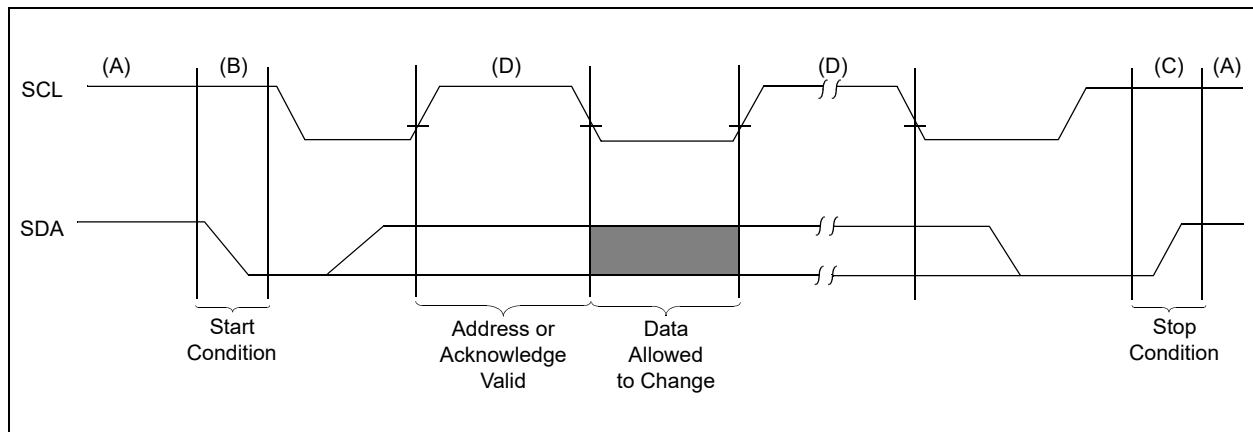 (A) (B) (D) (D) (C) (A)
SCL
SDA
Start
Condition
Address or
Acknowledge
Valid
Data
Allowed
to Change
Stop
Condition